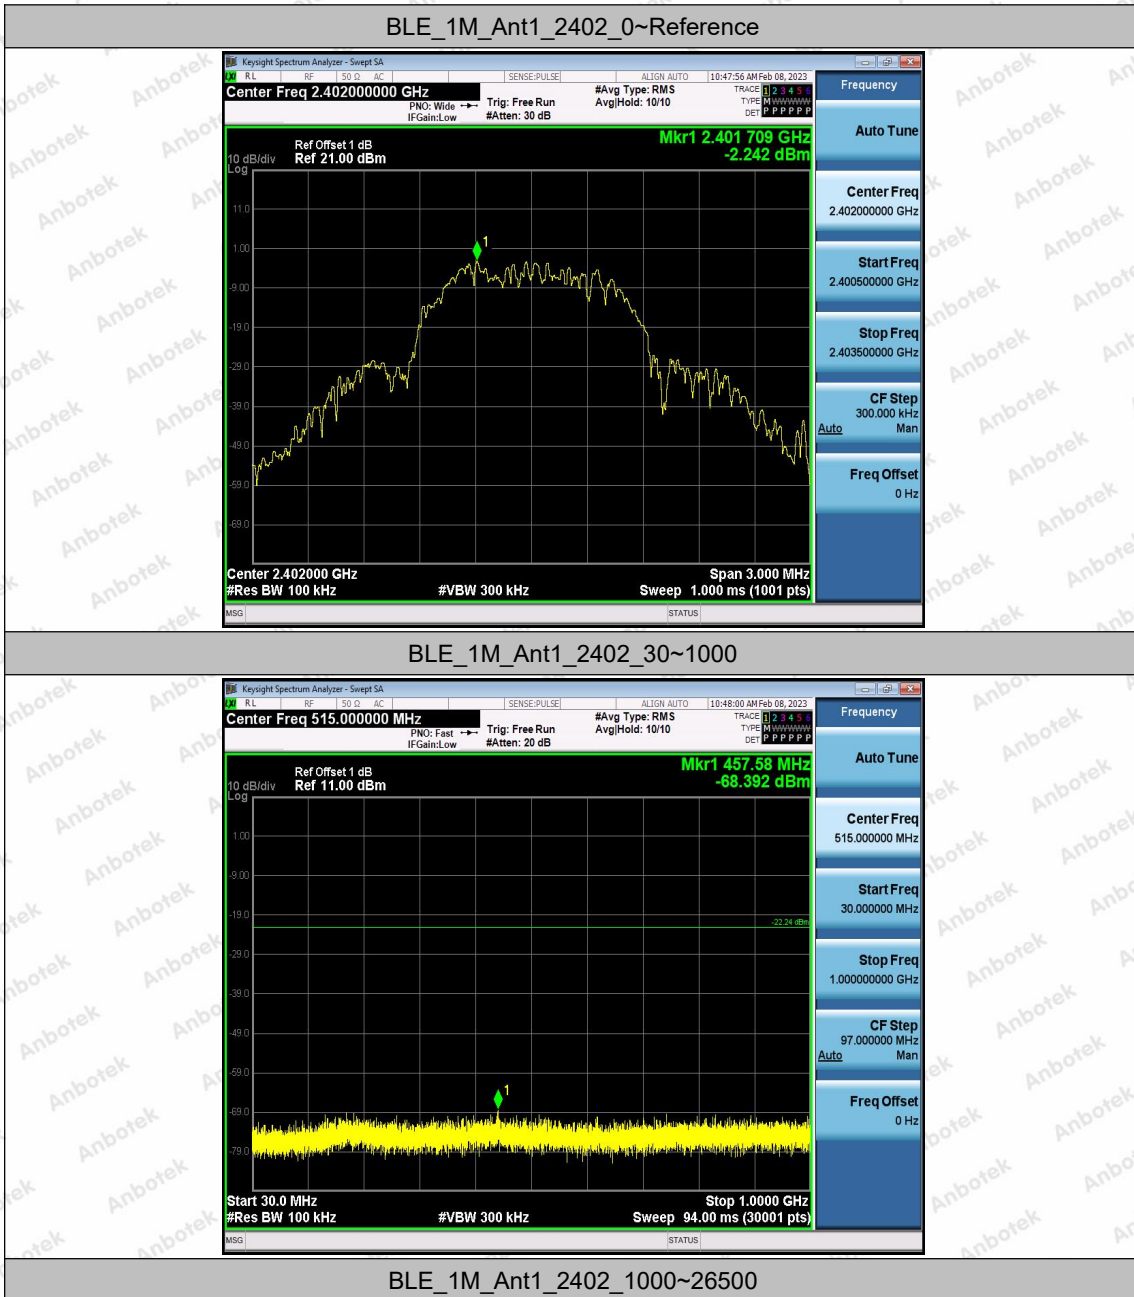 BLE_1M_Ant1_2402_0~Reference
Keysight Spectrum Analyzer - Swept SA
LXI RL RF 50 Ω AC SENSE:PULSE ALIGN AUTO 10:47:56 AM Feb 08, 2023
Center Freq 2.402000000 GHz
PNO: Wide
IFGain:Low
Trig: Free Run
#Atten: 30 dB
#Avg Type: RMS
Avg|Hold: 10/10
TRACE 1 2 3 4 5 6
TYPE M W W W W W
DET P P P P P P
Ref Offset 1 dB
10 dB/div Ref 21.00 dBm
Log
Mkr1 2.401 709 GHz
-2.242 dBm
11.0
1
1.00
-9.00
-19.0
-29.0
-39.0
-49.0
-59.0
-69.0
Center 2.402000 GHz Span 3.000 MHz
#Res BW 100 kHz #VBW 300 kHz Sweep 1.000 ms (1001 pts)
MSG STATUS
Frequency
Auto Tune
Center Freq
2.402000000 GHz
Start Freq
2.400500000 GHz
Stop Freq
2.403500000 GHz
CF Step
300.000 kHz
Auto Man
Freq Offset
0 Hz
BLE_1M_Ant1_2402_30~1000
Keysight Spectrum Analyzer - Swept SA
LXI RL RF 50 Ω AC SENSE:PULSE ALIGN AUTO 10:48:00 AM Feb 08, 2023
Center Freq 515.000000 MHz
PNO: Fast
IFGain:Low
Trig: Free Run
#Atten: 20 dB
#Avg Type: RMS
Avg|Hold: 10/10
TRACE 1 2 3 4 5 6
TYPE M W W W W W
DET P P P P P P
Ref Offset 1 dB
10 dB/div Ref 11.00 dBm
Log
Mkr1 457.58 MHz
-68.392 dBm
1.00
-9.00
-19.0
-22.24 dBm
-29.0
-39.0
-49.0
-59.0
1
-69.0
-79.0
Start 30.0 MHz Stop 1.0000 GHz
#Res BW 100 kHz #VBW 300 kHz Sweep 94.00 ms (30001 pts)
MSG STATUS
Frequency
Auto Tune
Center Freq
515.000000 MHz
Start Freq
30.000000 MHz
Stop Freq
1.000000000 GHz
CF Step
97.000000 MHz
Auto Man
Freq Offset
0 Hz
BLE_1M_Ant1_2402_1000~26500